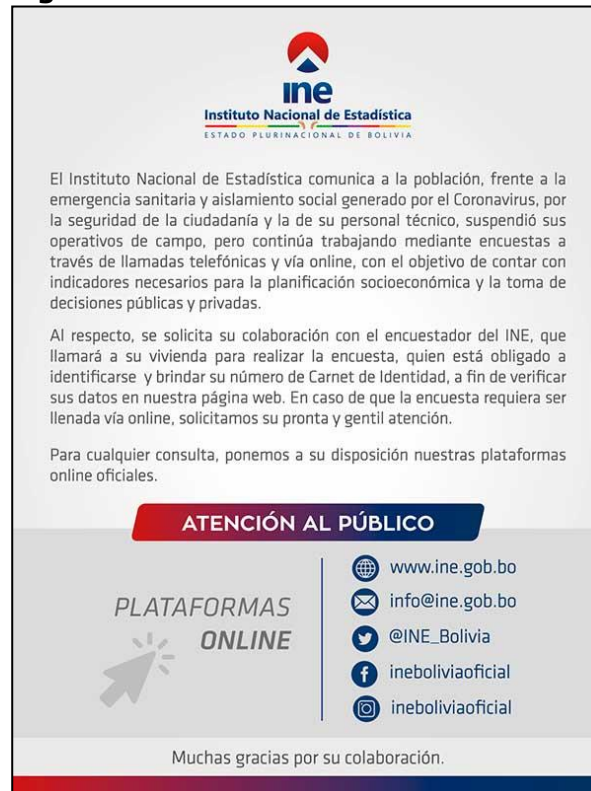 ine
Instituto Nacional de Estadística
ESTADO PLURINACIONAL DE BOLIVIA
El Instituto Nacional de Estadística comunica a la población, frente a la
emergencia sanitaria y aislamiento social generado por el Coronavirus, por
la seguridad de la ciudadanía y la de su personal técnico, suspendió sus
operativos de campo, pero continúa trabajando mediante encuestas a
través de llamadas telefónicas y vía online, con el objetivo de contar con
indicadores necesarios para la planificación socioeconómica y la toma de
decisiones públicas y privadas.
Al respecto, se solicita su colaboración con el encuestador del INE, que
llamará a su vivienda para realizar la encuesta, quien está obligado a
identificarse y brindar su número de Carnet de Identidad, a fin de verificar
sus datos en nuestra página web. En caso de que la encuesta requiera ser
llenada vía online, solicitamos su pronta y gentil atención.
Para cualquier consulta, ponemos a su disposición nuestras plataformas
online oficiales.
ATENCIÓN AL PÚBLICO
PLATAFORMAS
ONLINE
www.ine.gob.bo
info@ine.gob.bo
@INE_Bolivia
ineboliviaoficial
ineboliviaoficial
Muchas gracias por su colaboración.